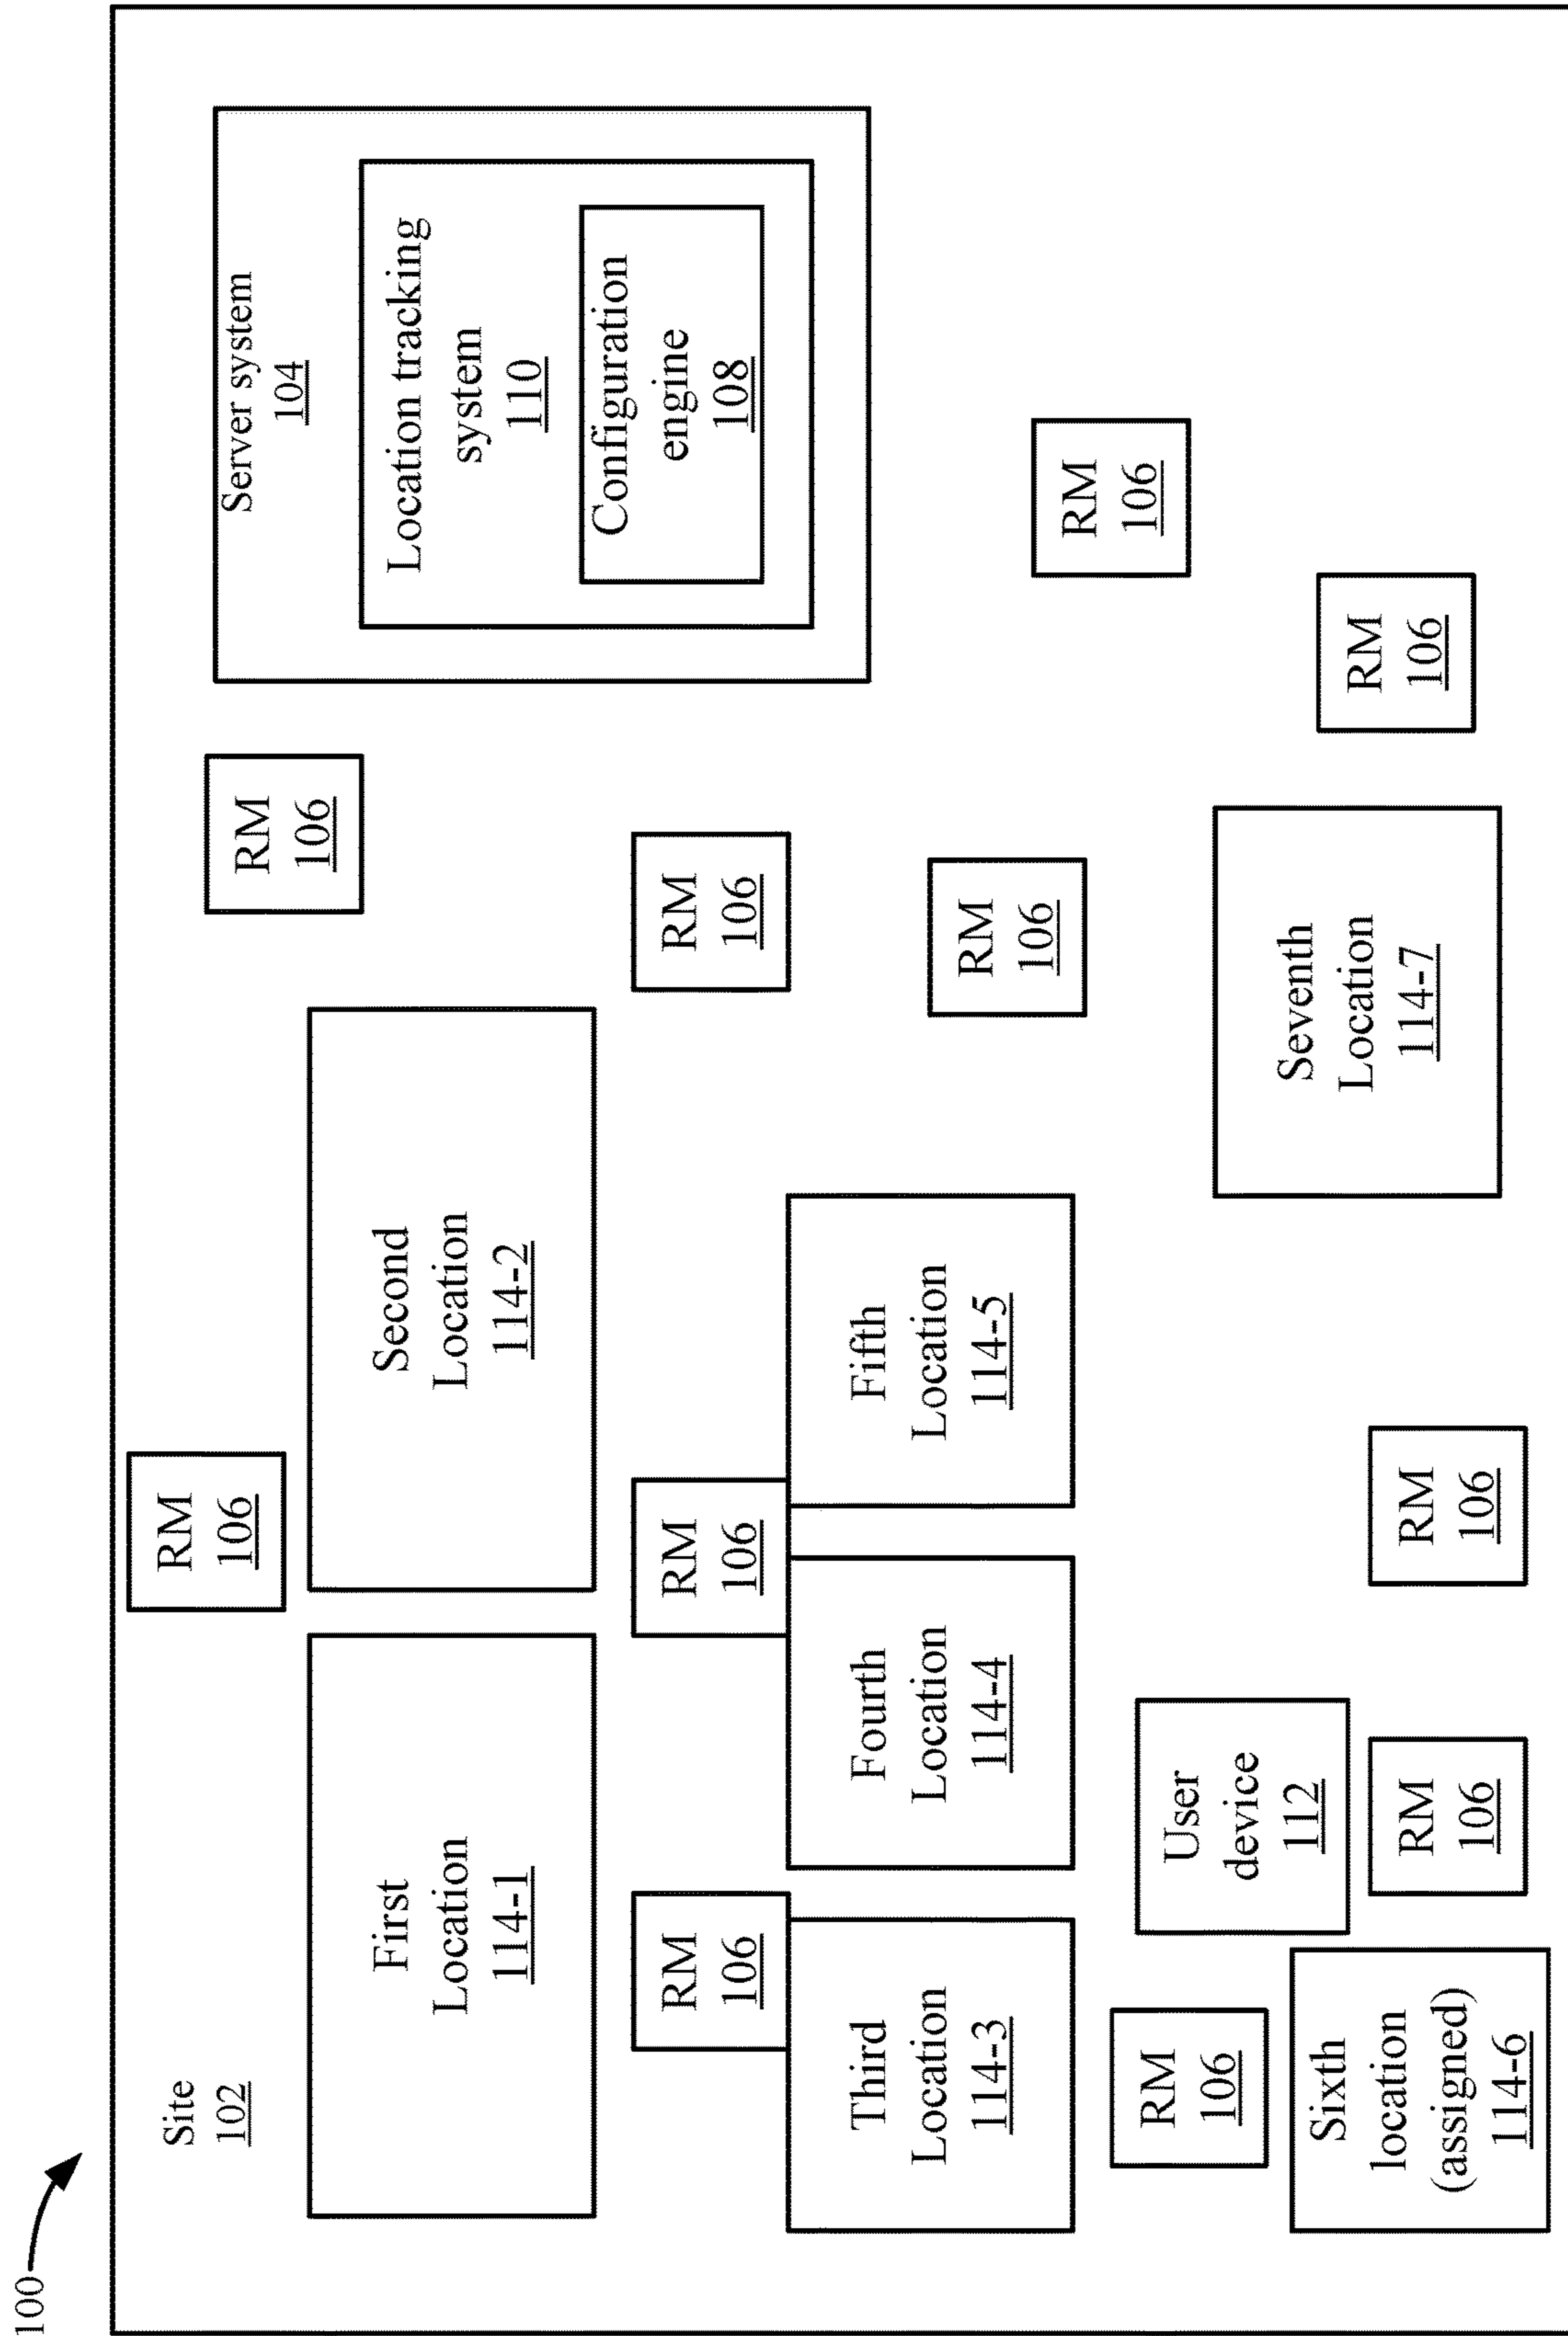 100
Site
102
RM
106
RM
106
Server system
104
Location tracking
system
110
Configuration
engine
108
First
Location
114-1
Second
Location
114-2
RM
106
RM
106
RM
106
Third
Location
114-3
Fourth
Location
114-4
Fifth
Location
114-5
RM
106
RM
106
RM
106
User
device
112
Seventh
Location
114-7
Sixth
location
(assigned)
114-6
RM
106
RM
106
RM
106